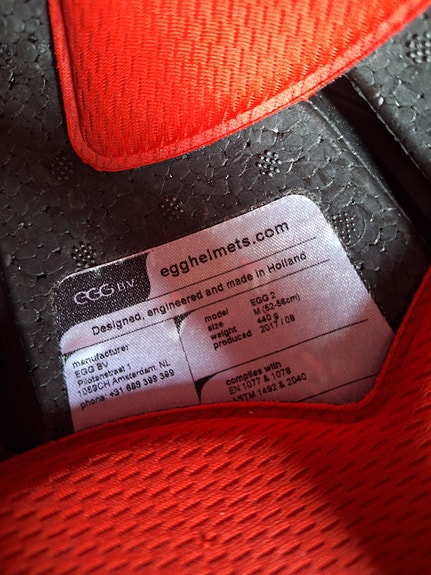 EGG B.V.
egghelmets.com
Designed, engineered and made in Holland
manufacturer
EGG BV
Pilotenstraat 1
1059CH Amsterdam, NL
phone: +31 889 399 399
model EGG 2
size M (52-56cm)
weight 440 g
produced 2017 / 08
complies with
EN 1077 & 1078
ASTM 1492 & 2040